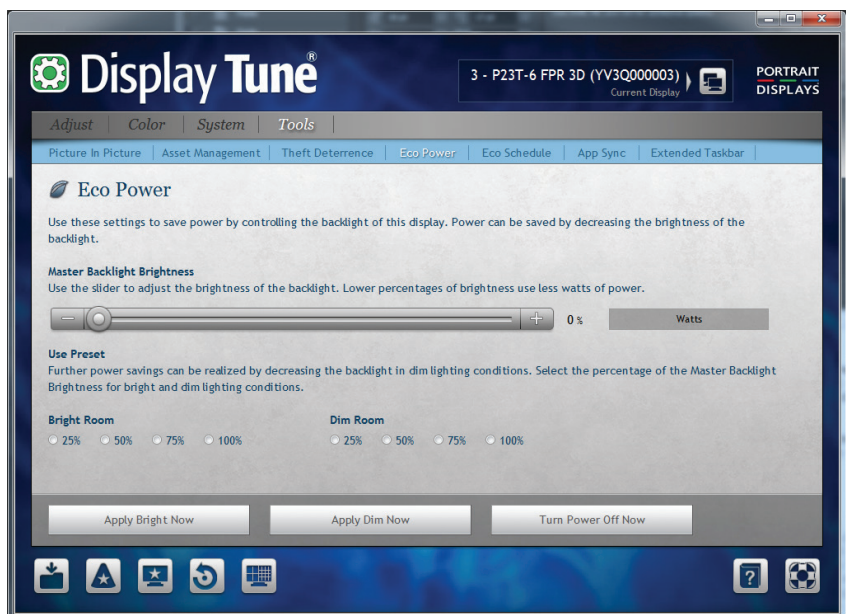 Display Tune®
3 - P23T-6 FPR 3D (YV3Q000003)
Current Display
PORTRAIT
DISPLAYS
Adjust | Color | System | Tools |
Picture In Picture | Asset Management | Theft Deterrence | Eco Power | Eco Schedule | App Sync | Extended Taskbar |
Eco Power
Use these settings to save power by controlling the backlight of this display. Power can be saved by decreasing the brightness of the
backlight.
Master Backlight Brightness
Use the slider to adjust the brightness of the backlight. Lower percentages of brightness use less watts of power.
0 % Watts
Use Preset
Further power savings can be realized by decreasing the backlight in dim lighting conditions. Select the percentage of the Master Backlight
Brightness for bright and dim lighting conditions.
Bright Room Dim Room
25% 50% 75% 100% 25% 50% 75% 100%
Apply Bright Now Apply Dim Now Turn Power Off Now